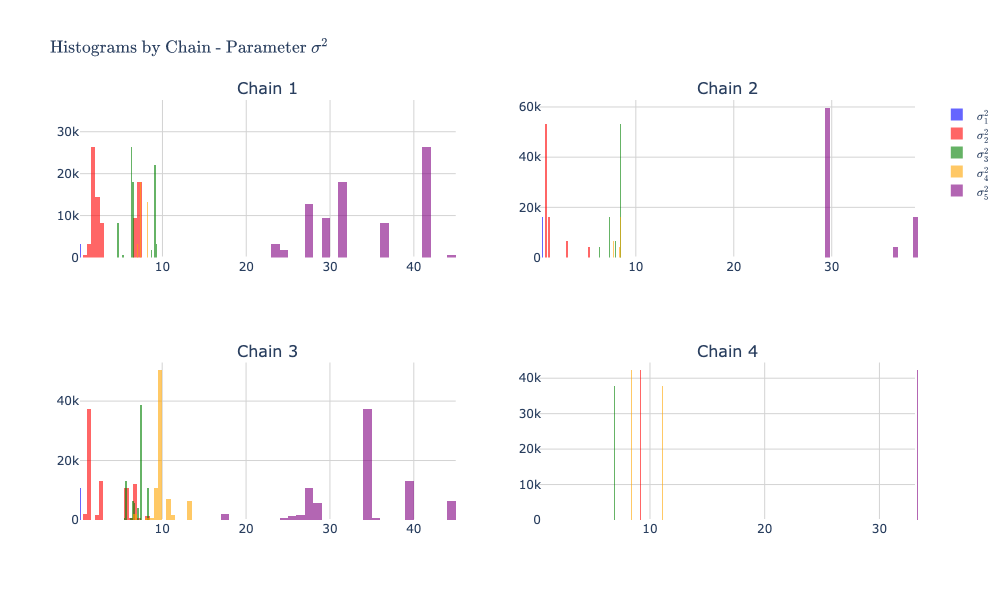 Histograms by Chain - Parameter σ²
Chain 1
Chain 2
30k
20k
10k
0
10
20
30
40
60k
40k
20k
0
10
20
30
σ₁²
σ₂²
σ₃²
σ₄²
σ₅²
Chain 3
Chain 4
40k
20k
0
10
20
30
40
40k
30k
20k
10k
0
10
20
30